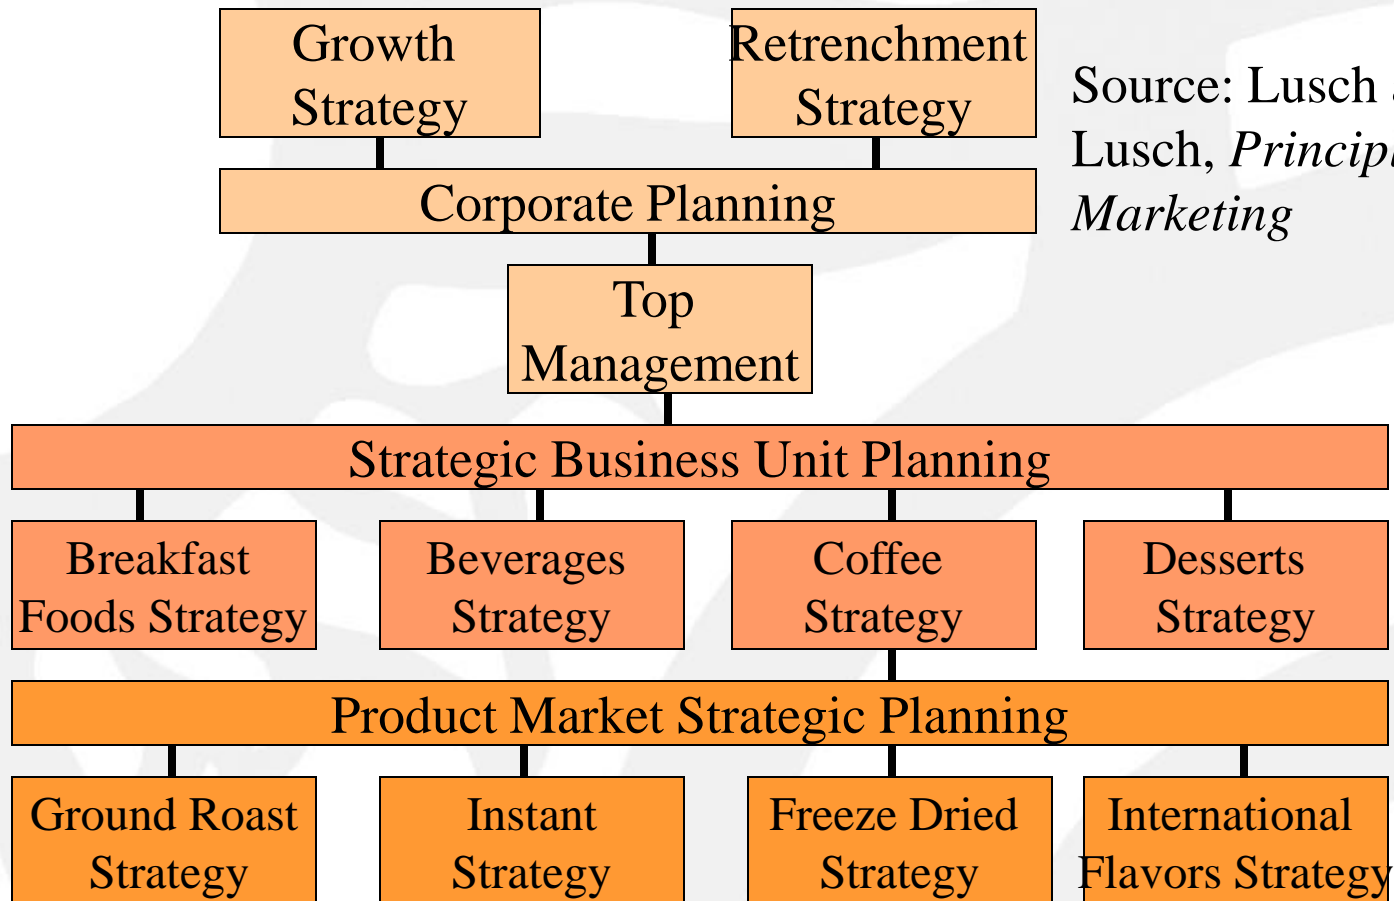 Growth
Strategy
Retrenchment
Strategy
Source: Lusch
Lusch,
Marketing
Corporate Planning
Top
Management
Strategic Business Unit Planning
Breakfast
Foods Strategy
Beverages
Strategy
Coffee
Strategy
Desserts
Strategy
Product Market Strategic Planning
Ground Roast
Strategy
Instant
Strategy
Freeze Dried
Strategy
International
Flavors Strategy